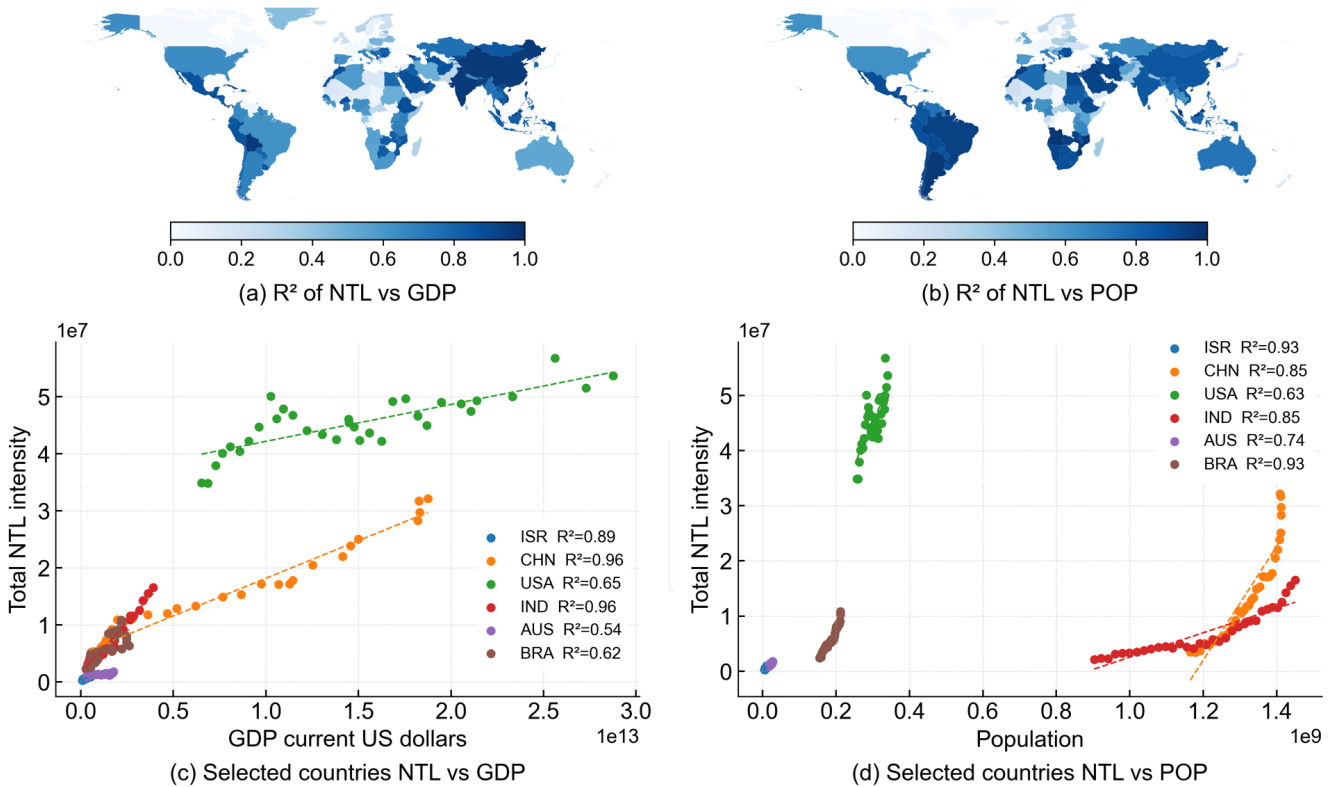 0.0 0.2 0.4 0.6 0.8 1.0
(a) R² of NTL vs GDP
0.0 0.2 0.4 0.6 0.8 1.0
(b) R² of NTL vs POP
1e7
Total NTL intensity
5
4
3
2
1
0
ISR R²=0.89
CHN R²=0.96
USA R²=0.65
IND R²=0.96
AUS R²=0.54
BRA R²=0.62
0.0 0.5 1.0 1.5 2.0 2.5 3.0
GDP current US dollars
1e13
(c) Selected countries NTL vs GDP
1e7
Total NTL intensity
5
4
3
2
1
0
ISR R²=0.93
CHN R²=0.85
USA R²=0.63
IND R²=0.85
AUS R²=0.74
BRA R²=0.93
0.0 0.2 0.4 0.6 0.8 1.0 1.2 1.4
Population
1e9
(d) Selected countries NTL vs POP